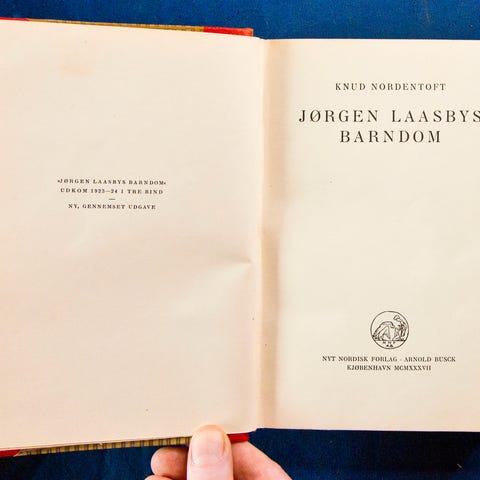 »JØRGEN LAASBYS BARNDOM«
UDKOM 1923—24 I TRE BIND
—
NY, GENNEMSET UDGAVE
KNUD NORDENTOFT
JØRGEN LAASBYS
BARNDOM
NYT NORDISK FORLAG · ARNOLD BUSCK
KJØBENHAVN MCMXXXVII